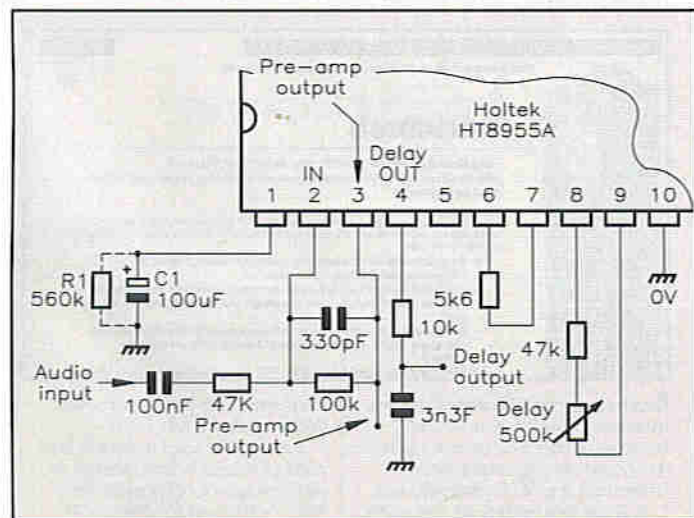 Pre-amp
output
Holtek
HT8955A
IN
Delay
OUT
1 2 3 4 5 6 7 8 9 10
R1
560k
+
C1
100uF
330pF
5k6
10k
47k
0V
Audio
input
100nF
47K
100k
Pre-amp
output
Delay
output
3n3F
Delay
500k